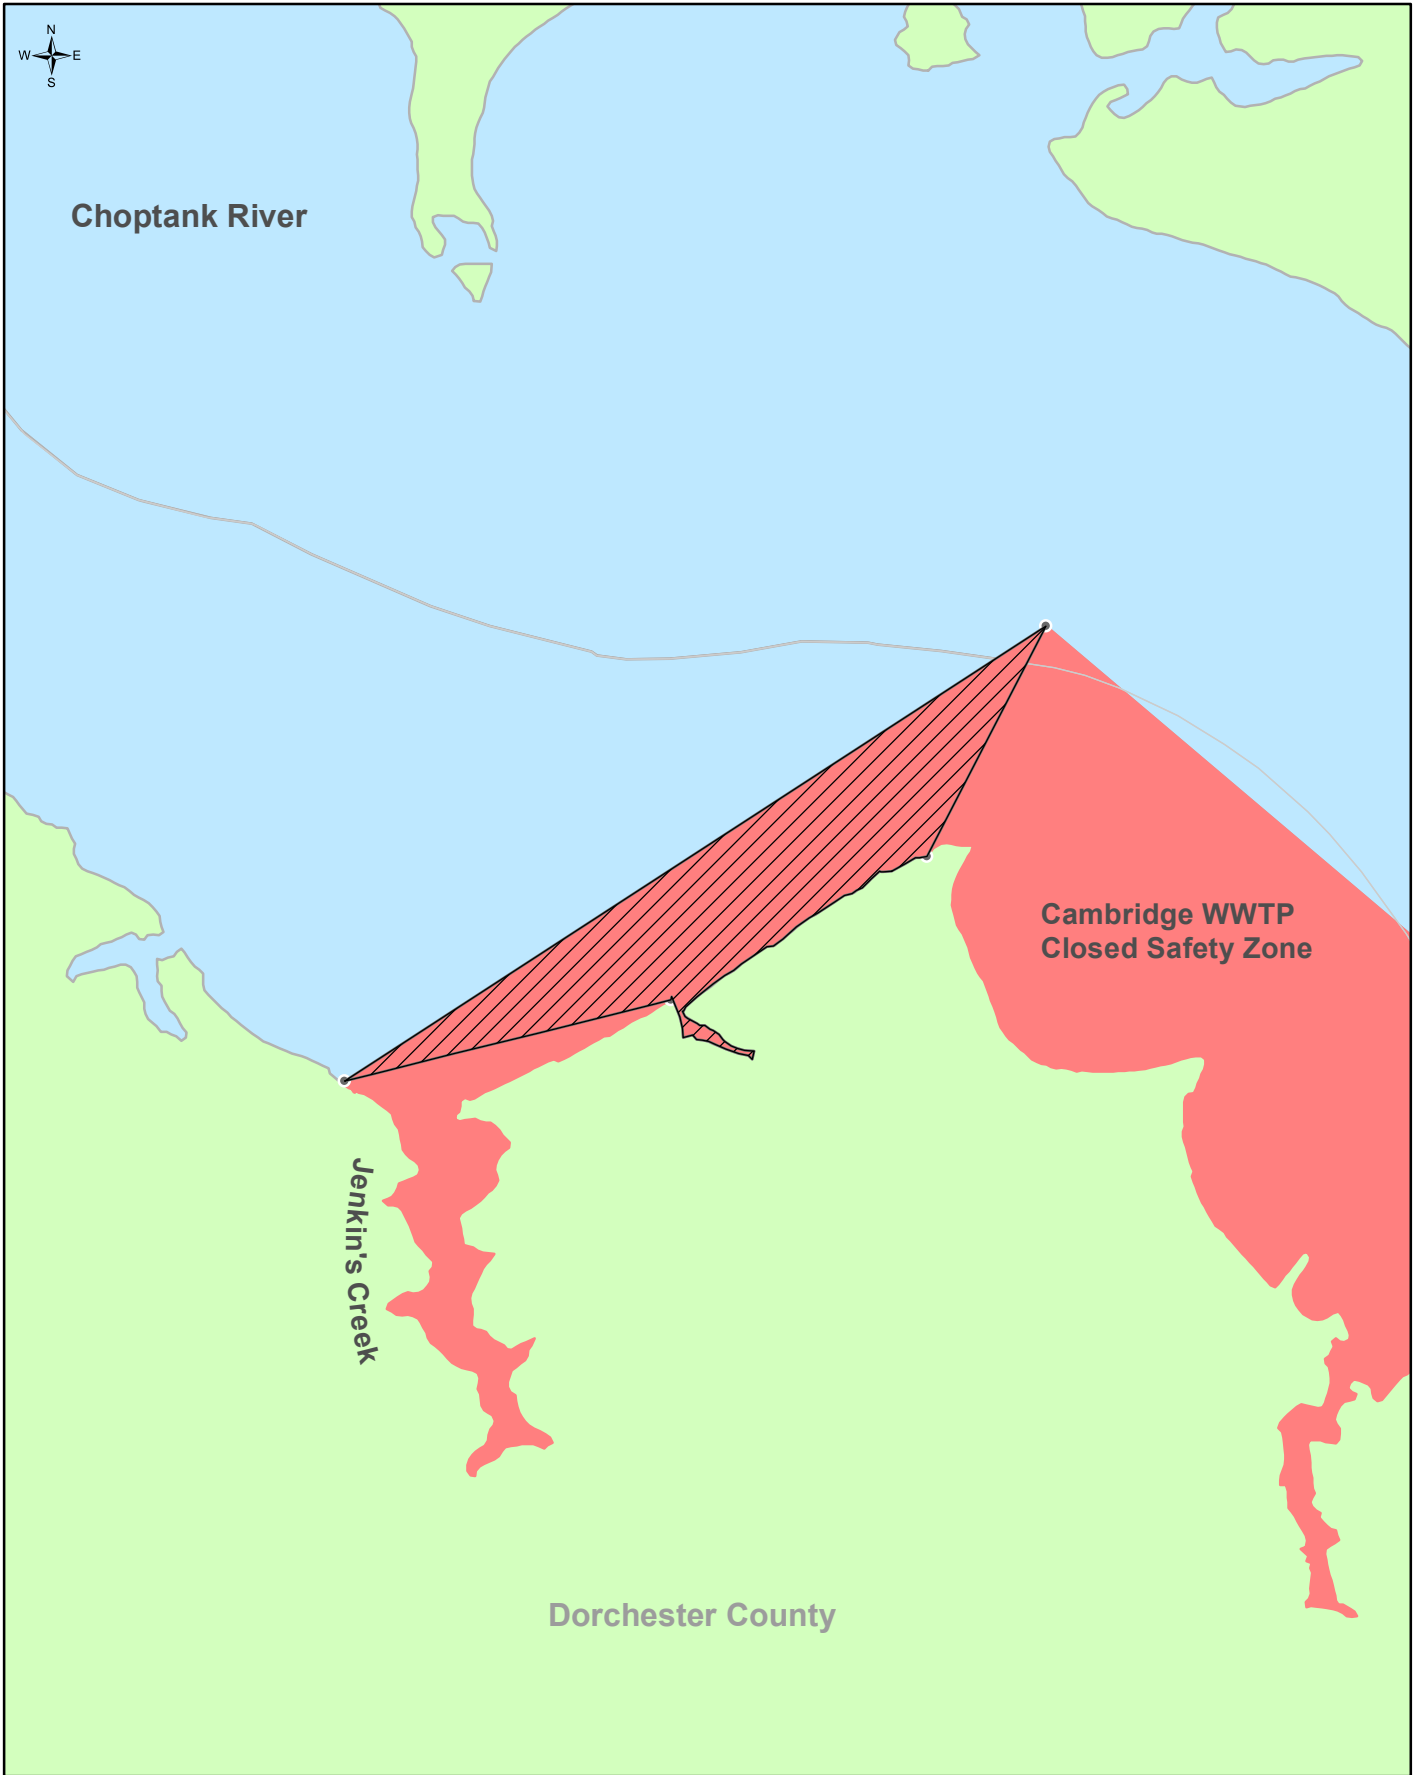 N
W E
S
Choptank River
Cambridge WWTP
Closed Safety Zone
Jenkin's Creek
Dorchester County